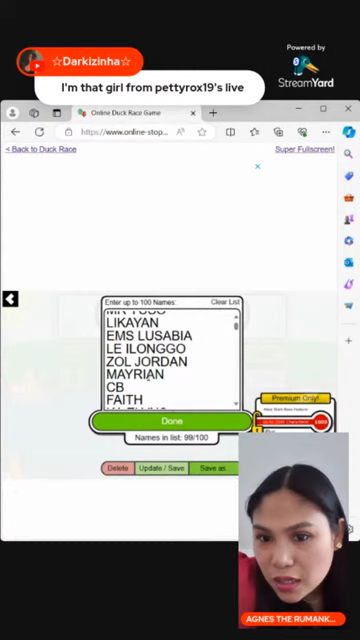 ☆Darkizinha☆
Powered by
StreamYard
I'm that girl from pettyrox19's live
Online Duck Race Game
https://www.online-stop...
< Back to Duck Race
Super Fullscreen!
Enter up to 100 Names:
Clear List
LIKAYAN
EMS LUSABIA
LE ILONGGO
ZOL JORDAN
MAYRIAN
CB
FAITH
Done
Names in list: 99/100
Delete
Update / Save
Save as
Premium Only!
1000
AGNES THE RUMANK...